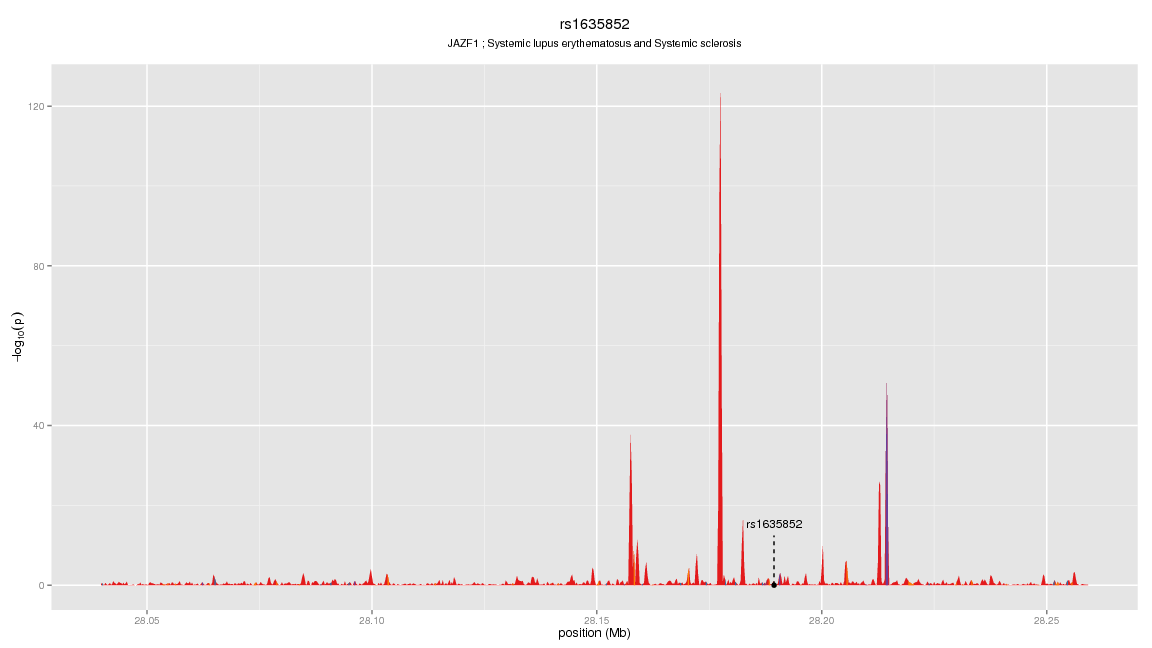 rs1635852
JAZF1 ; Systemic lupus erythematosus and Systemic sclerosis
120
80
40
0
−log10(p)
rs1635852
28.05
28.10
28.15
28.20
28.25
position (Mb)